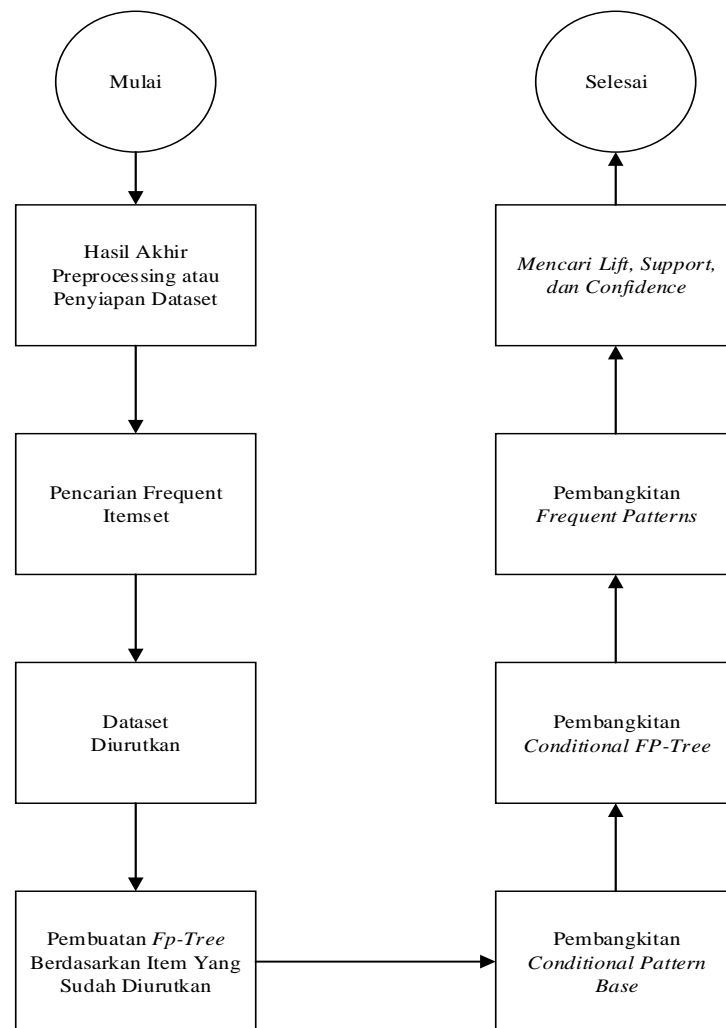 Mulai
Hasil Akhir
Preprocessing atau
Penyiapan Dataset
Pencarian Frequent
Itemset
Dataset
Diurutkan
Pembuatan Fp-Tree
Berdasarkan Item Yang
Sudah Diurutkan
Pembangkitan
Conditional Pattern
Base
Pembangkitan
Conditional FP-Tree
Pembangkitan
Frequent Patterns
Mencari Lift, Support,
dan Confidence
Selesai